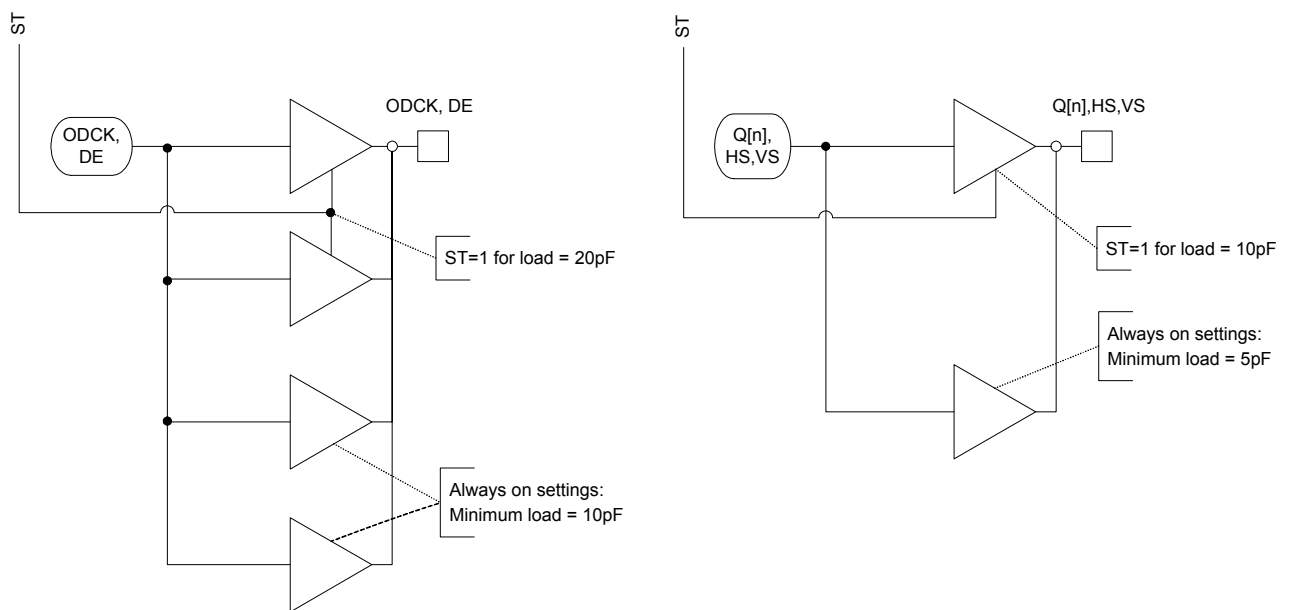 ST
ODCK,
DE
ODCK, DE
ST=1 for load = 20pF
Always on settings:
Minimum load = 10pF
ST
Q[n],
HS,VS
Q[n],HS,VS
ST=1 for load = 10pF
Always on settings:
Minimum load = 5pF